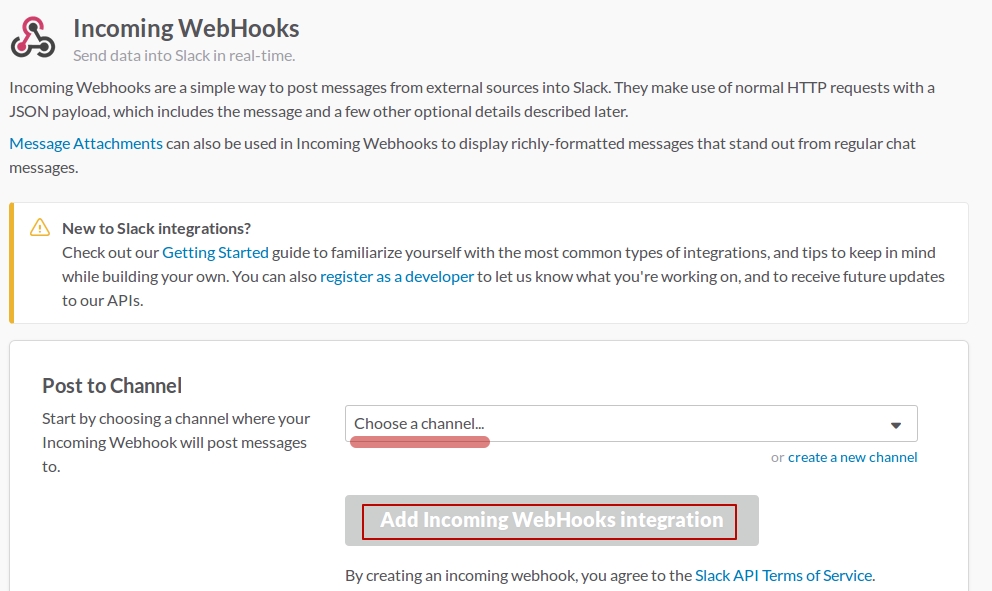 Incoming WebHooks
Send data into Slack in real-time.
Incoming Webhooks are a simple way to post messages from external sources into Slack. They make use of normal HTTP requests with a
JSON payload, which includes the message and a few other optional details described later.
Message Attachments can also be used in Incoming Webhooks to display richly-formatted messages that stand out from regular chat
messages.
New to Slack integrations?
Check out our Getting Started guide to familiarize yourself with the most common types of integrations, and tips to keep in mind
while building your own. You can also register as a developer to let us know what you're working on, and to receive future updates
to our APIs.
Post to Channel
Start by choosing a channel where your
Incoming Webhook will post messages
to.
Choose a channel...
or create a new channel
Add Incoming WebHooks integration
By creating an incoming webhook, you agree to the Slack API Terms of Service.